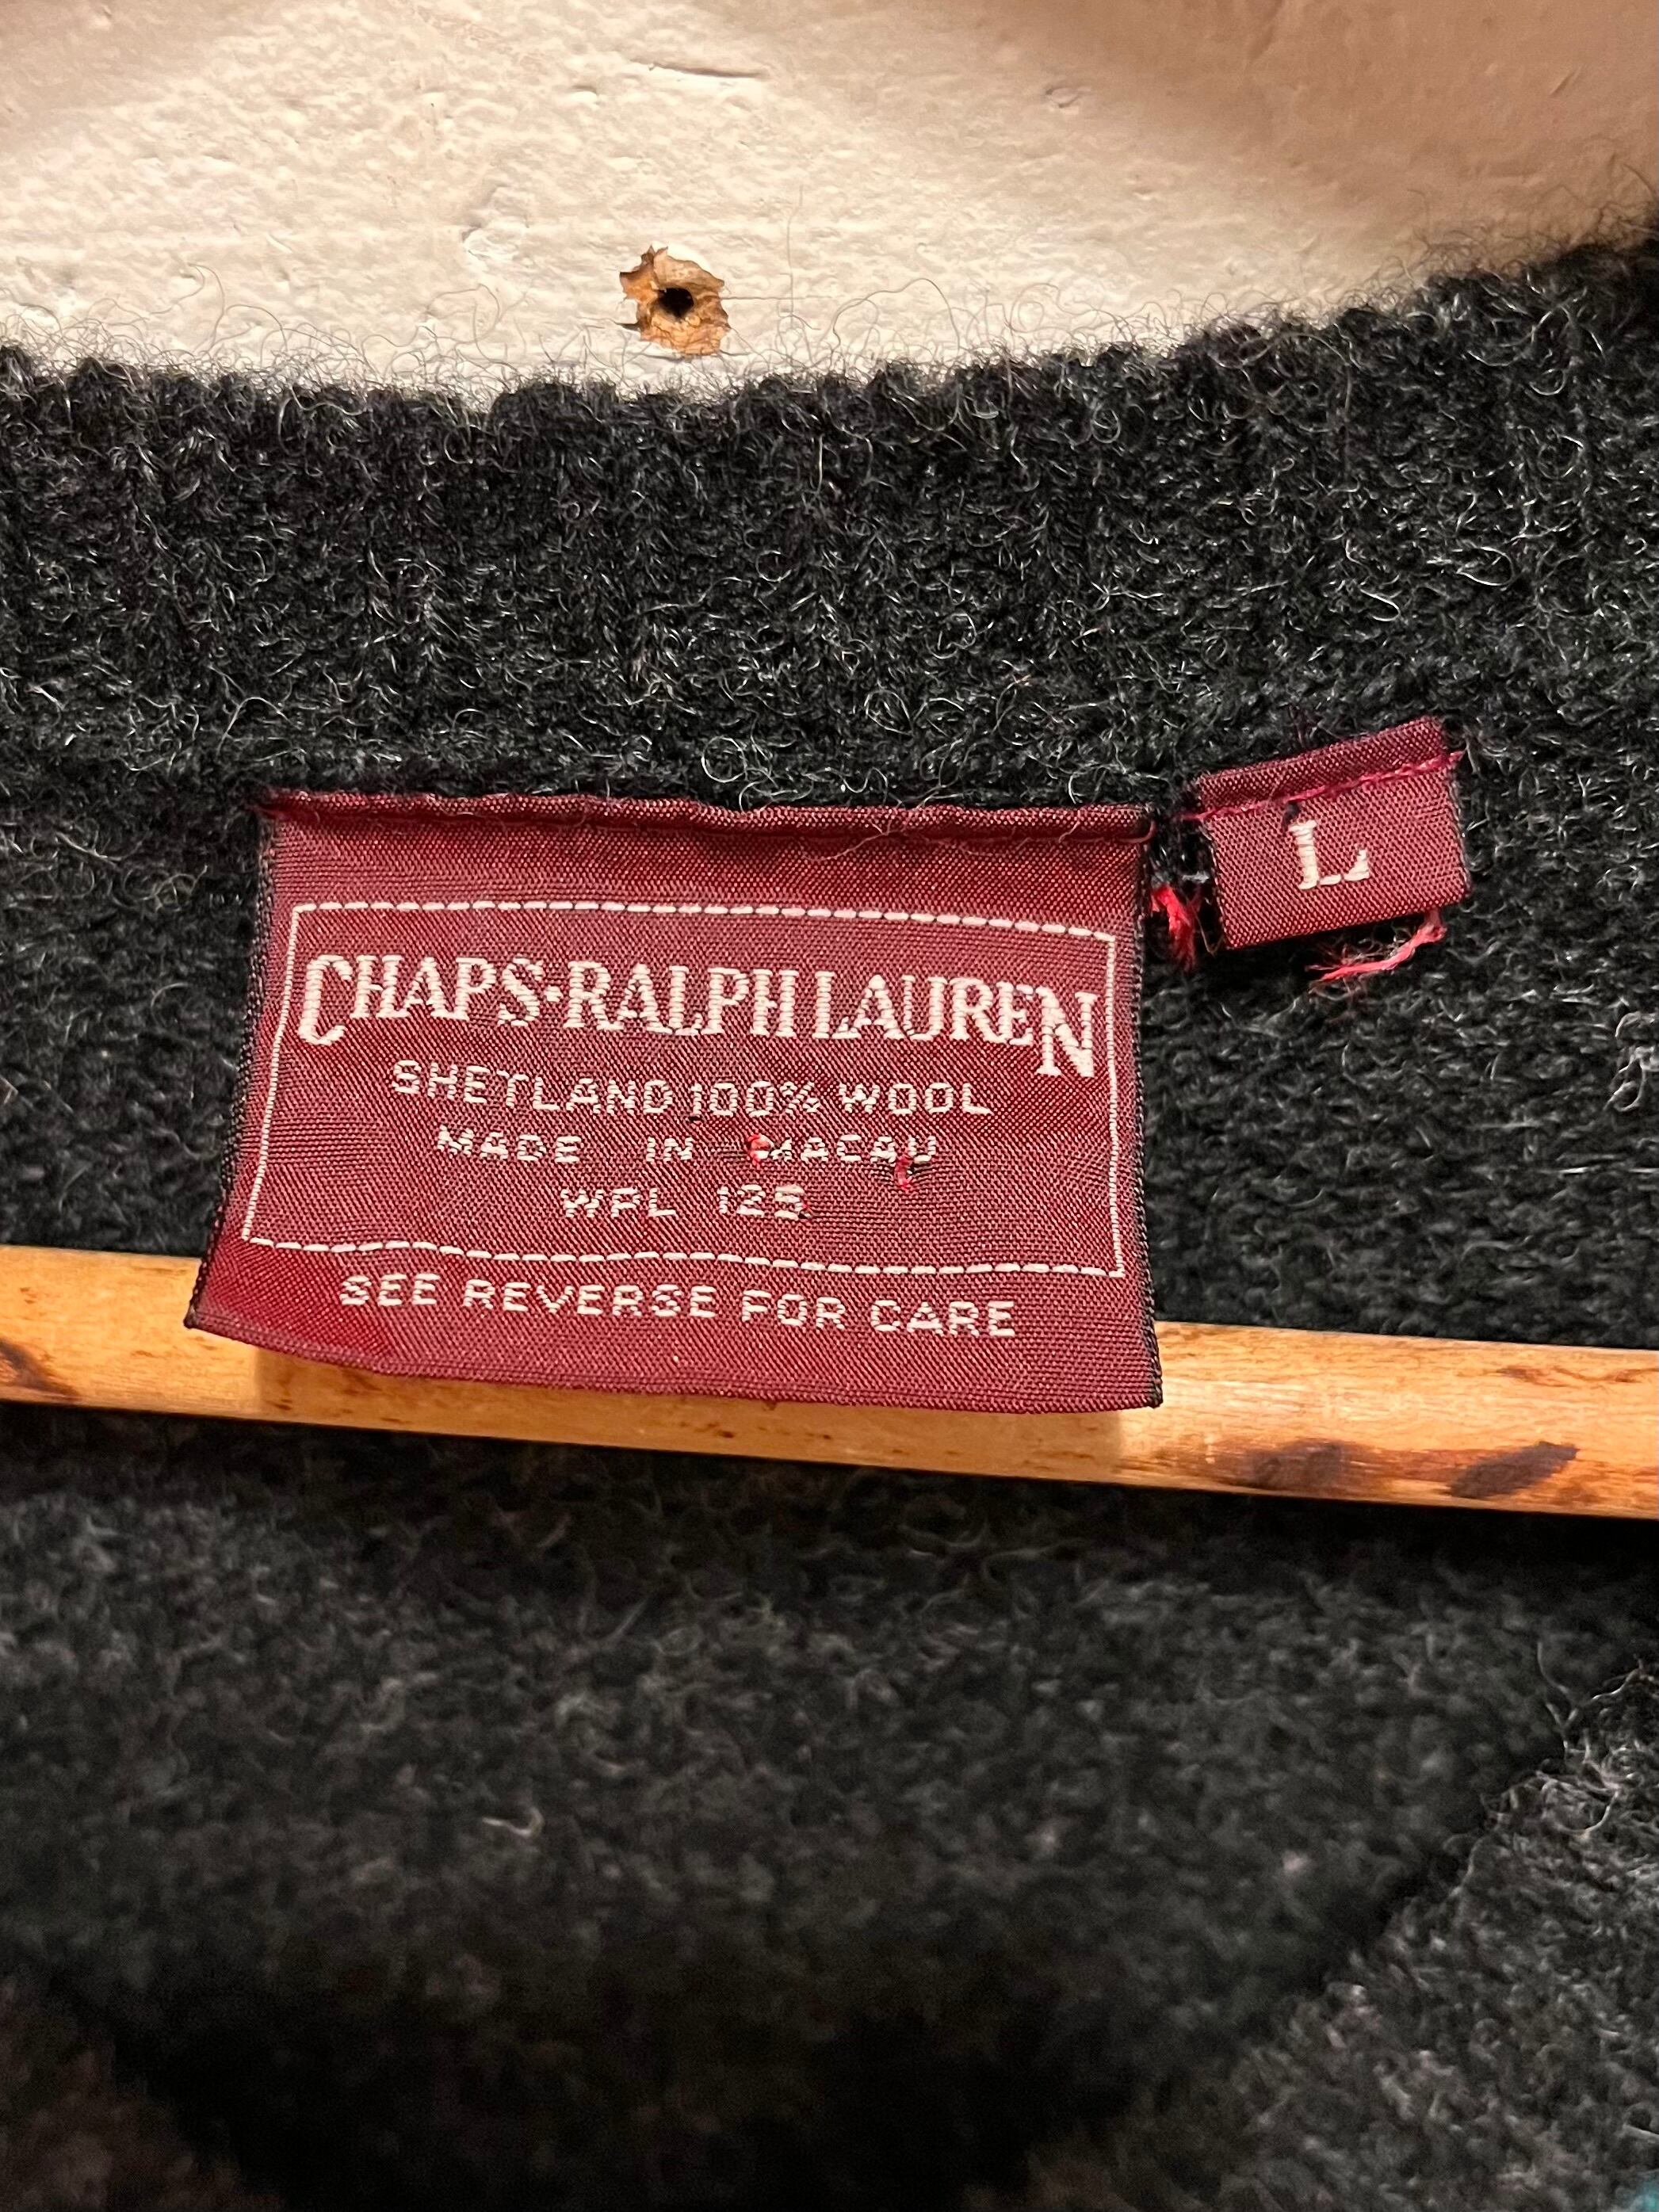 CHAPS·RALPH LAUREN
SHETLAND 100% WOOL
MADE IN MACAU
WPL 125
SEE REVERSE FOR CARE
L